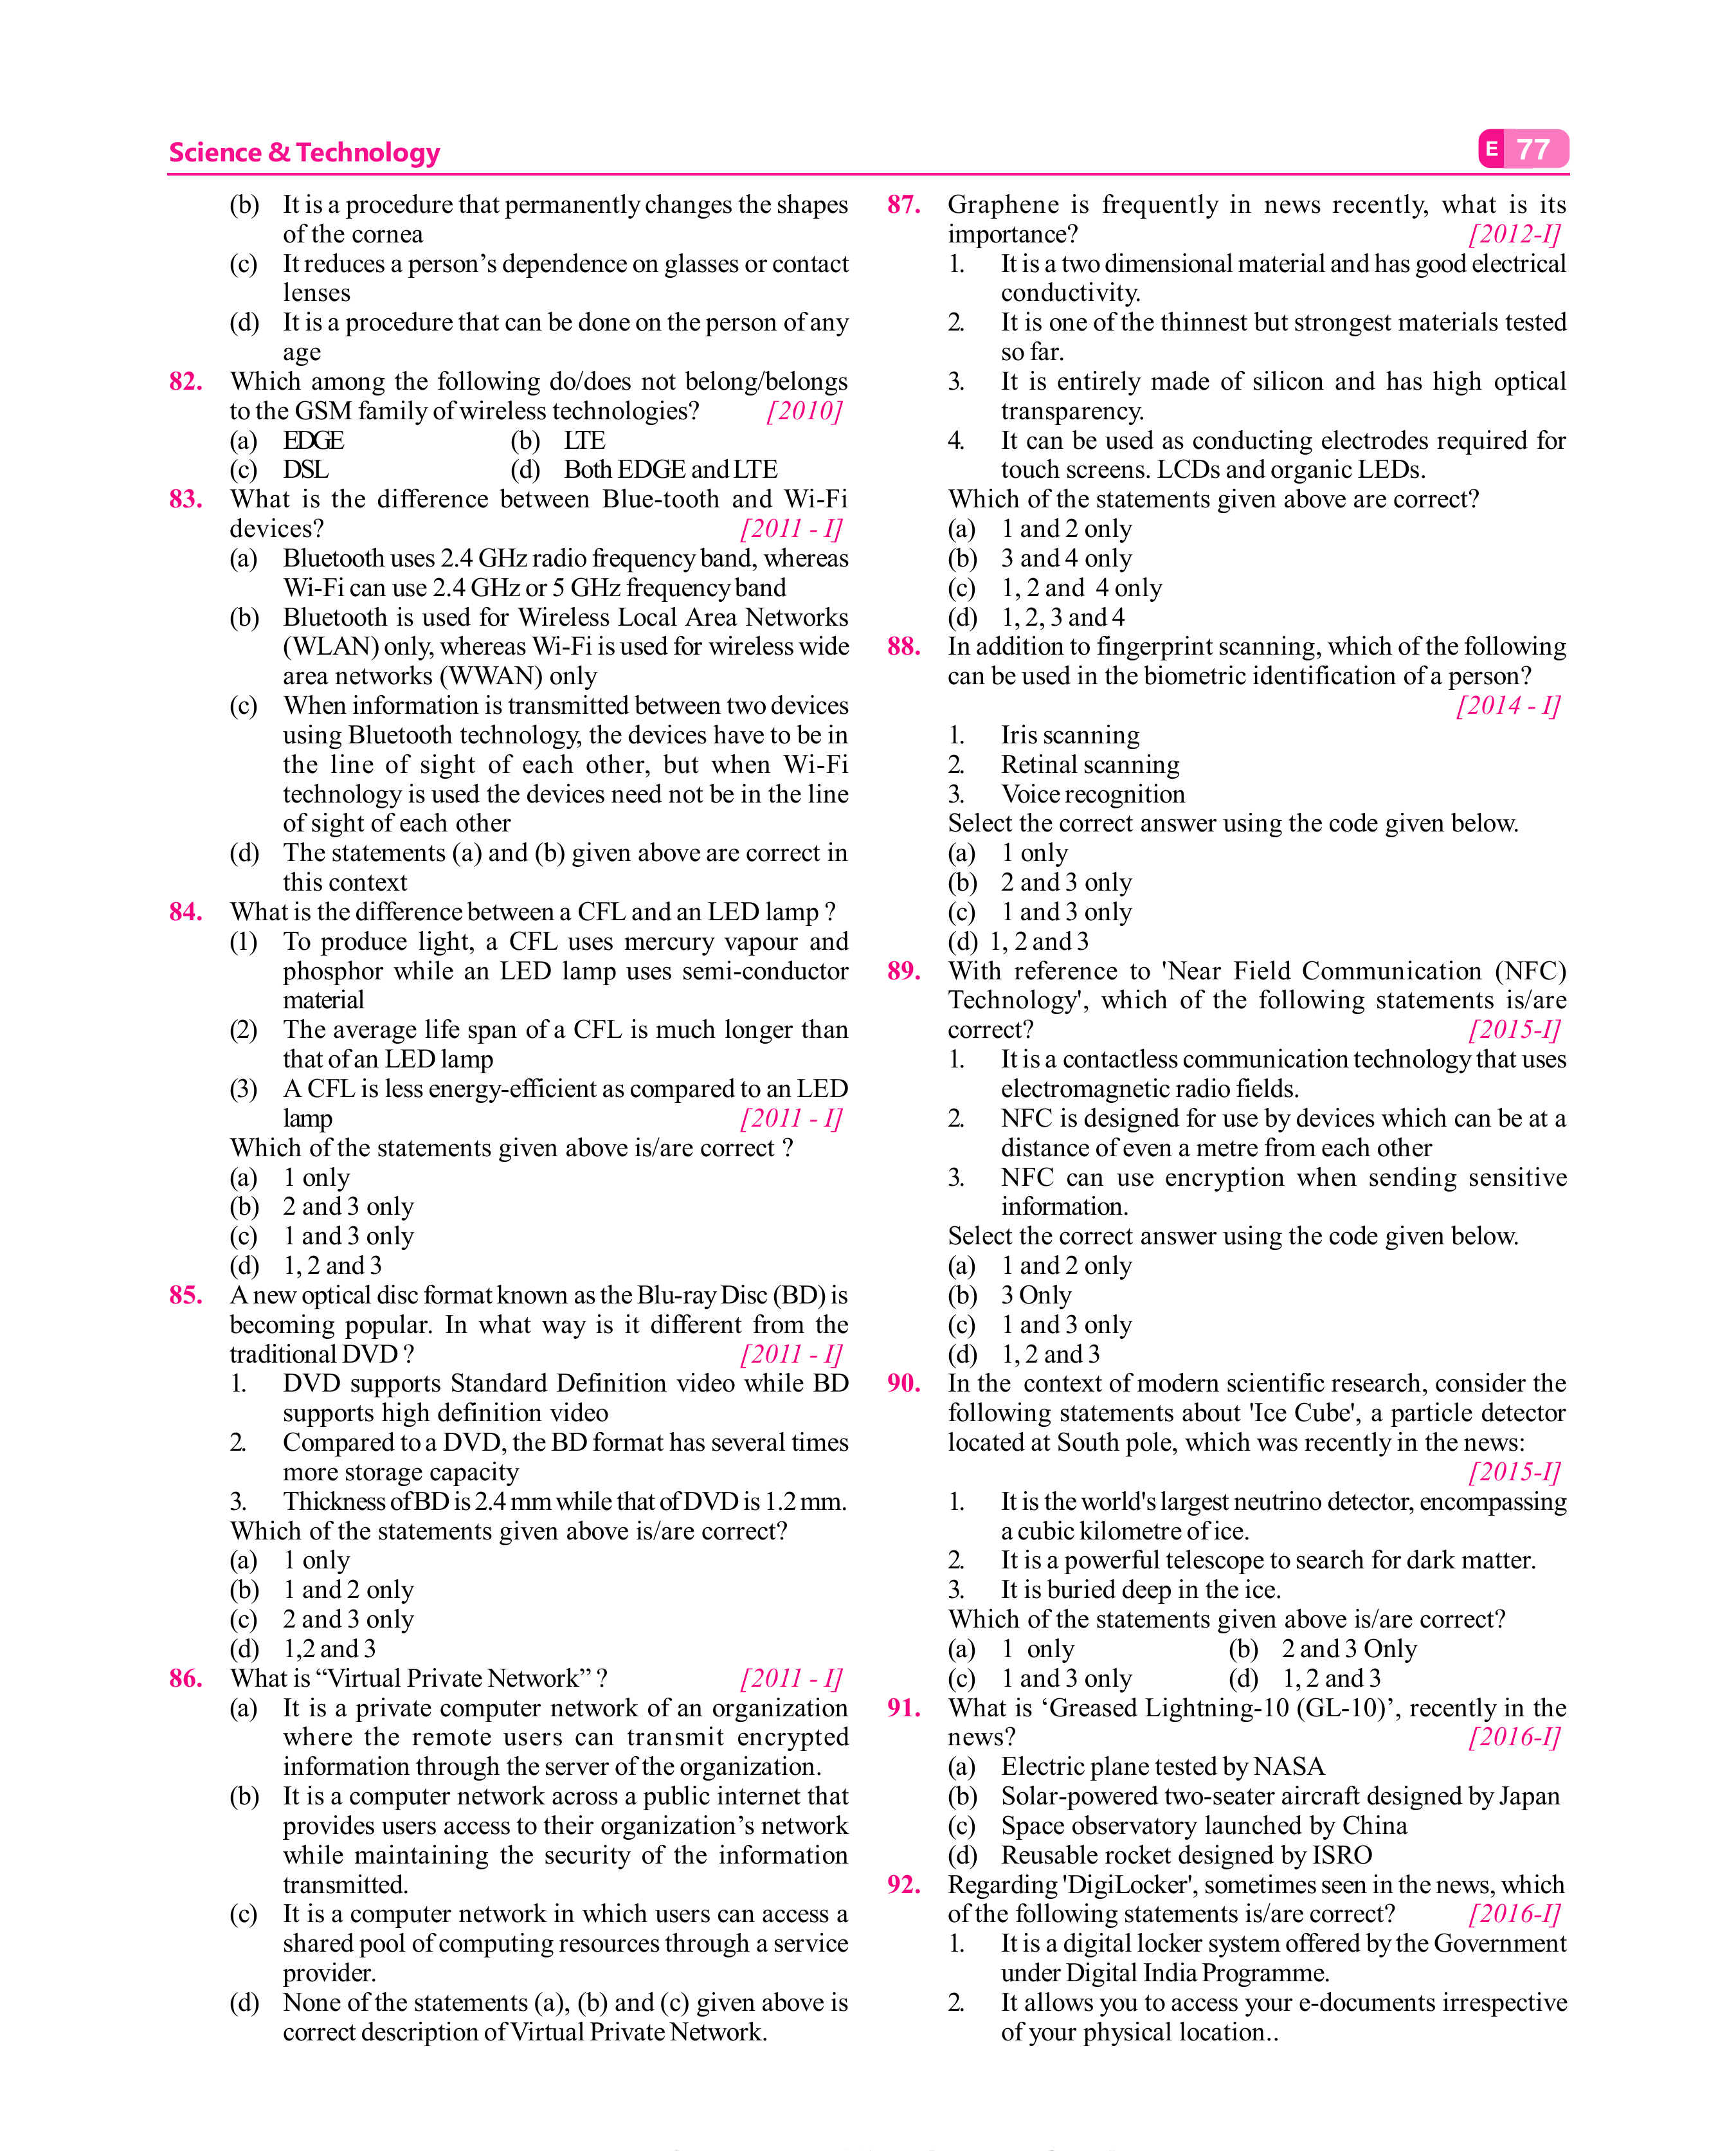 Science & Technology
E 77
(b) It is a procedure that permanently changes the shapes
of the cornea
(c) It reduces a person's dependence on glasses or contact
lenses
(d) It is a procedure that can be done on the person of any
age
82. Which among the following do/does not belong/belongs
to the GSM family of wireless technologies? [2010]
(a) EDGE (b) LTE
(c) DSL (d) Both EDGE and LTE
83. What is the difference between Blue-tooth and Wi-Fi
devices? [2011 - I]
(a) Bluetooth uses 2.4 GHz radio frequency band, whereas
Wi-Fi can use 2.4 GHz or 5 GHz frequency band
(b) Bluetooth is used for Wireless Local Area Networks
(WLAN) only, whereas Wi-Fi is used for wireless wide
area networks (WWAN) only
(c) When information is transmitted between two devices
using Bluetooth technology, the devices have to be in
the line of sight of each other, but when Wi-Fi
technology is used the devices need not be in the line
of sight of each other
(d) The statements (a) and (b) given above are correct in
this context
84. What is the difference between a CFL and an LED lamp ?
(1) To produce light, a CFL uses mercury vapour and
phosphor while an LED lamp uses semi-conductor
material
(2) The average life span of a CFL is much longer than
that of an LED lamp
(3) A CFL is less energy-efficient as compared to an LED
lamp [2011 - I]
Which of the statements given above is/are correct ?
(a) 1 only
(b) 2 and 3 only
(c) 1 and 3 only
(d) 1, 2 and 3
85. A new optical disc format known as the Blu-ray Disc (BD) is
becoming popular. In what way is it different from the
traditional DVD ? [2011 - I]
1. DVD supports Standard Definition video while BD
supports high definition video
2. Compared to a DVD, the BD format has several times
more storage capacity
3. Thickness of BD is 2.4 mm while that of DVD is 1.2 mm.
Which of the statements given above is/are correct?
(a) 1 only
(b) 1 and 2 only
(c) 2 and 3 only
(d) 1,2 and 3
86. What is “Virtual Private Network” ? [2011 - I]
(a) It is a private computer network of an organization
where the remote users can transmit encrypted
information through the server of the organization.
(b) It is a computer network across a public internet that
provides users access to their organization’s network
while maintaining the security of the information
transmitted.
(c) It is a computer network in which users can access a
shared pool of computing resources through a service
provider.
(d) None of the statements (a), (b) and (c) given above is
correct description of Virtual Private Network.
87. Graphene is frequently in news recently, what is its
importance? [2012-I]
1. It is a two dimensional material and has good electrical
conductivity.
2. It is one of the thinnest but strongest materials tested
so far.
3. It is entirely made of silicon and has high optical
transparency.
4. It can be used as conducting electrodes required for
touch screens. LCDs and organic LEDs.
Which of the statements given above are correct?
(a) 1 and 2 only
(b) 3 and 4 only
(c) 1, 2 and 4 only
(d) 1, 2, 3 and 4
88. In addition to fingerprint scanning, which of the following
can be used in the biometric identification of a person?
[2014 - I]
1. Iris scanning
2. Retinal scanning
3. Voice recognition
Select the correct answer using the code given below.
(a) 1 only
(b) 2 and 3 only
(c) 1 and 3 only
(d) 1, 2 and 3
89. With reference to 'Near Field Communication (NFC)
Technology', which of the following statements is/are
correct? [2015-I]
1. It is a contactless communication technology that uses
electromagnetic radio fields.
2. NFC is designed for use by devices which can be at a
distance of even a metre from each other
3. NFC can use encryption when sending sensitive
information.
Select the correct answer using the code given below.
(a) 1 and 2 only
(b) 3 Only
(c) 1 and 3 only
(d) 1, 2 and 3
90. In the context of modern scientific research, consider the
following statements about 'Ice Cube', a particle detector
located at South pole, which was recently in the news:
[2015-I]
1. It is the world's largest neutrino detector, encompassing
a cubic kilometre of ice.
2. It is a powerful telescope to search for dark matter.
3. It is buried deep in the ice.
Which of the statements given above is/are correct?
(a) 1 only (b) 2 and 3 Only
(c) 1 and 3 only (d) 1, 2 and 3
91. What is ‘Greased Lightning-10 (GL-10)’, recently in the
news? [2016-I]
(a) Electric plane tested by NASA
(b) Solar-powered two-seater aircraft designed by Japan
(c) Space observatory launched by China
(d) Reusable rocket designed by ISRO
92. Regarding 'DigiLocker', sometimes seen in the news, which
of the following statements is/are correct? [2016-I]
1. It is a digital locker system offered by the Government
under Digital India Programme.
2. It allows you to access your e-documents irrespective
of your physical location..